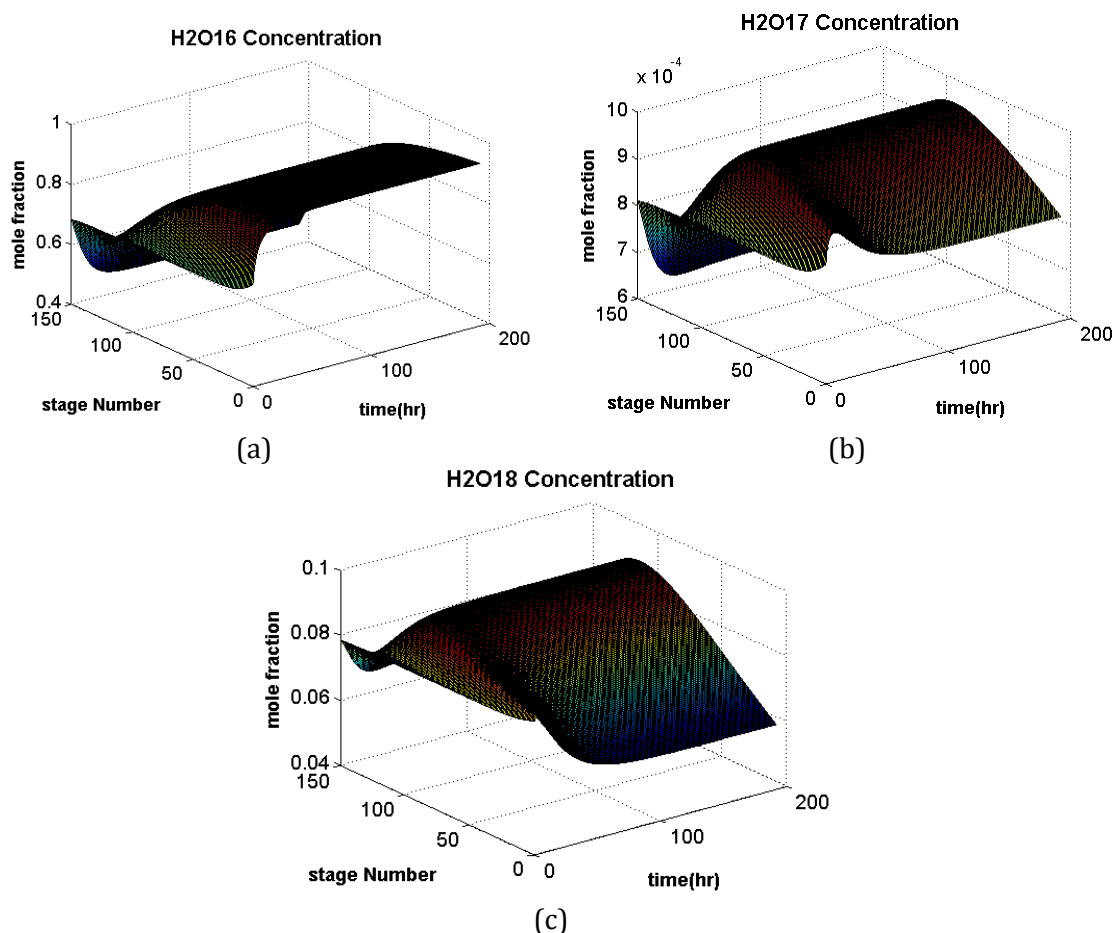 H2O16 Concentration
mole fraction
1
0.8
0.6
0.4
150
100
50
0
0
100
200
stage Number
time(hr)
(a)
H2O17 Concentration
x 10^-4
mole fraction
10
9
8
7
6
150
100
50
0
0
100
200
stage Number
time(hr)
(b)
H2O18 Concentration
mole fraction
0.1
0.08
0.06
0.04
150
100
50
0
0
100
200
stage Number
time(hr)
(c)